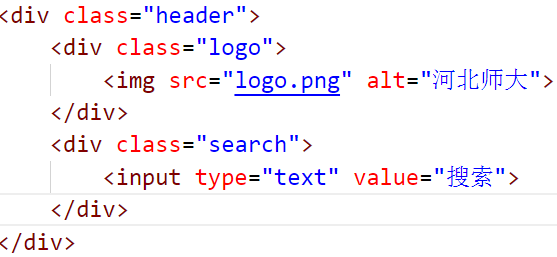 <div class="header">
    <div class="logo">
        <img src="logo.png" alt="河北师大">
    </div>
    <div class="search">
        <input type="text" value="搜索">
    </div>
</div>